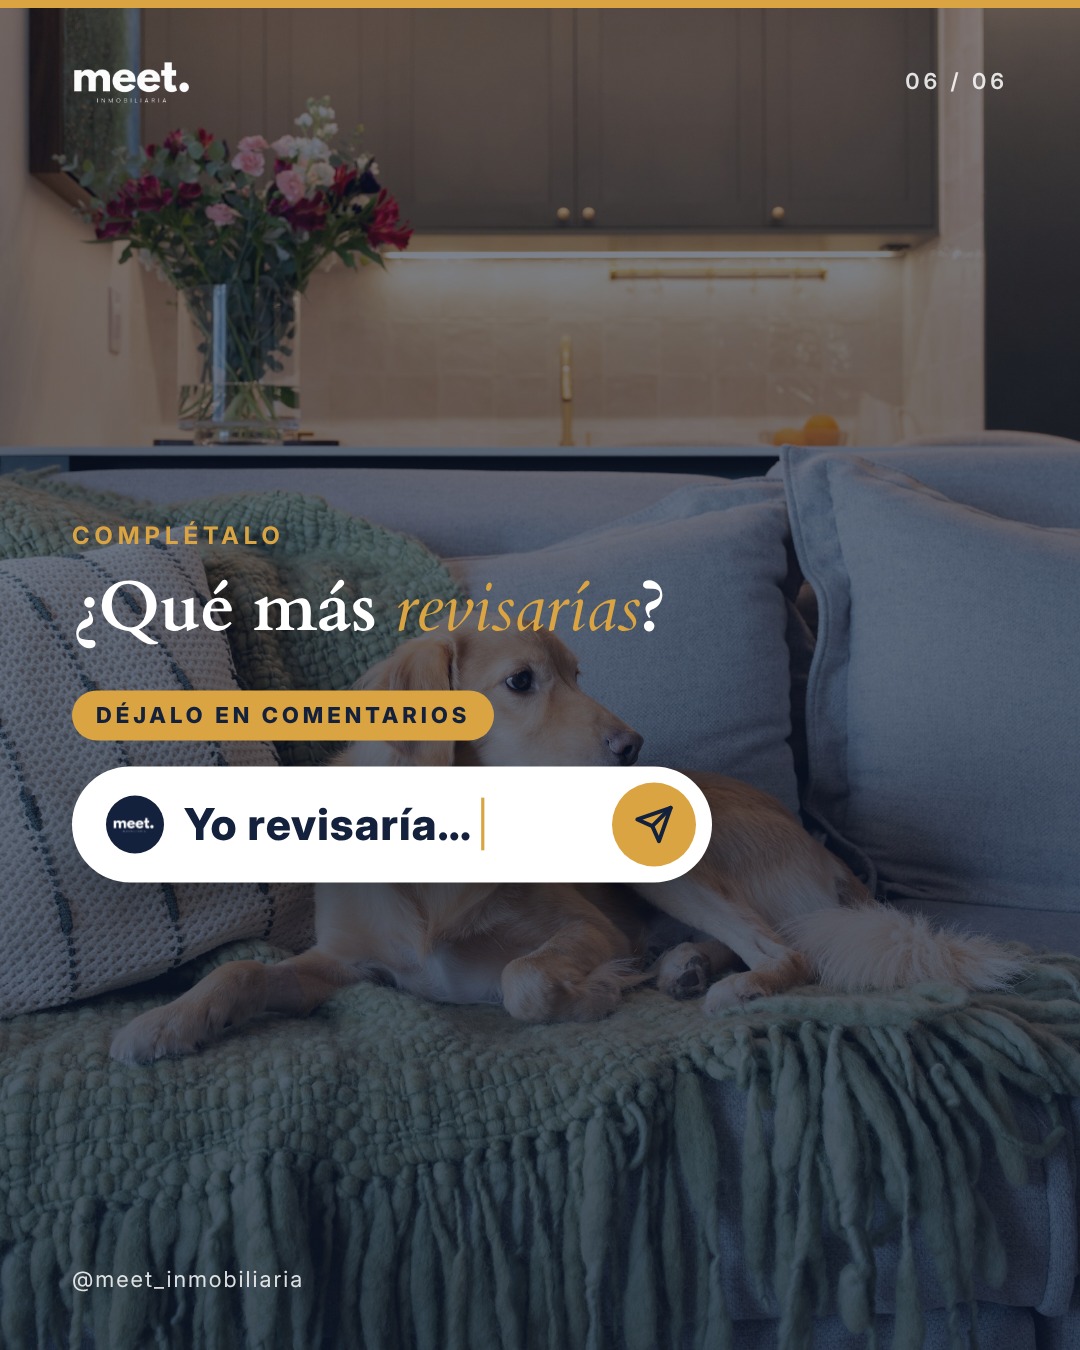 meet.
INMOBILIARIA
06 / 06
COMPLÉTALO
¿Qué más revisarías?
DÉJALO EN COMENTARIOS
meet.
Yo revisaría...
@meet_inmobiliaria